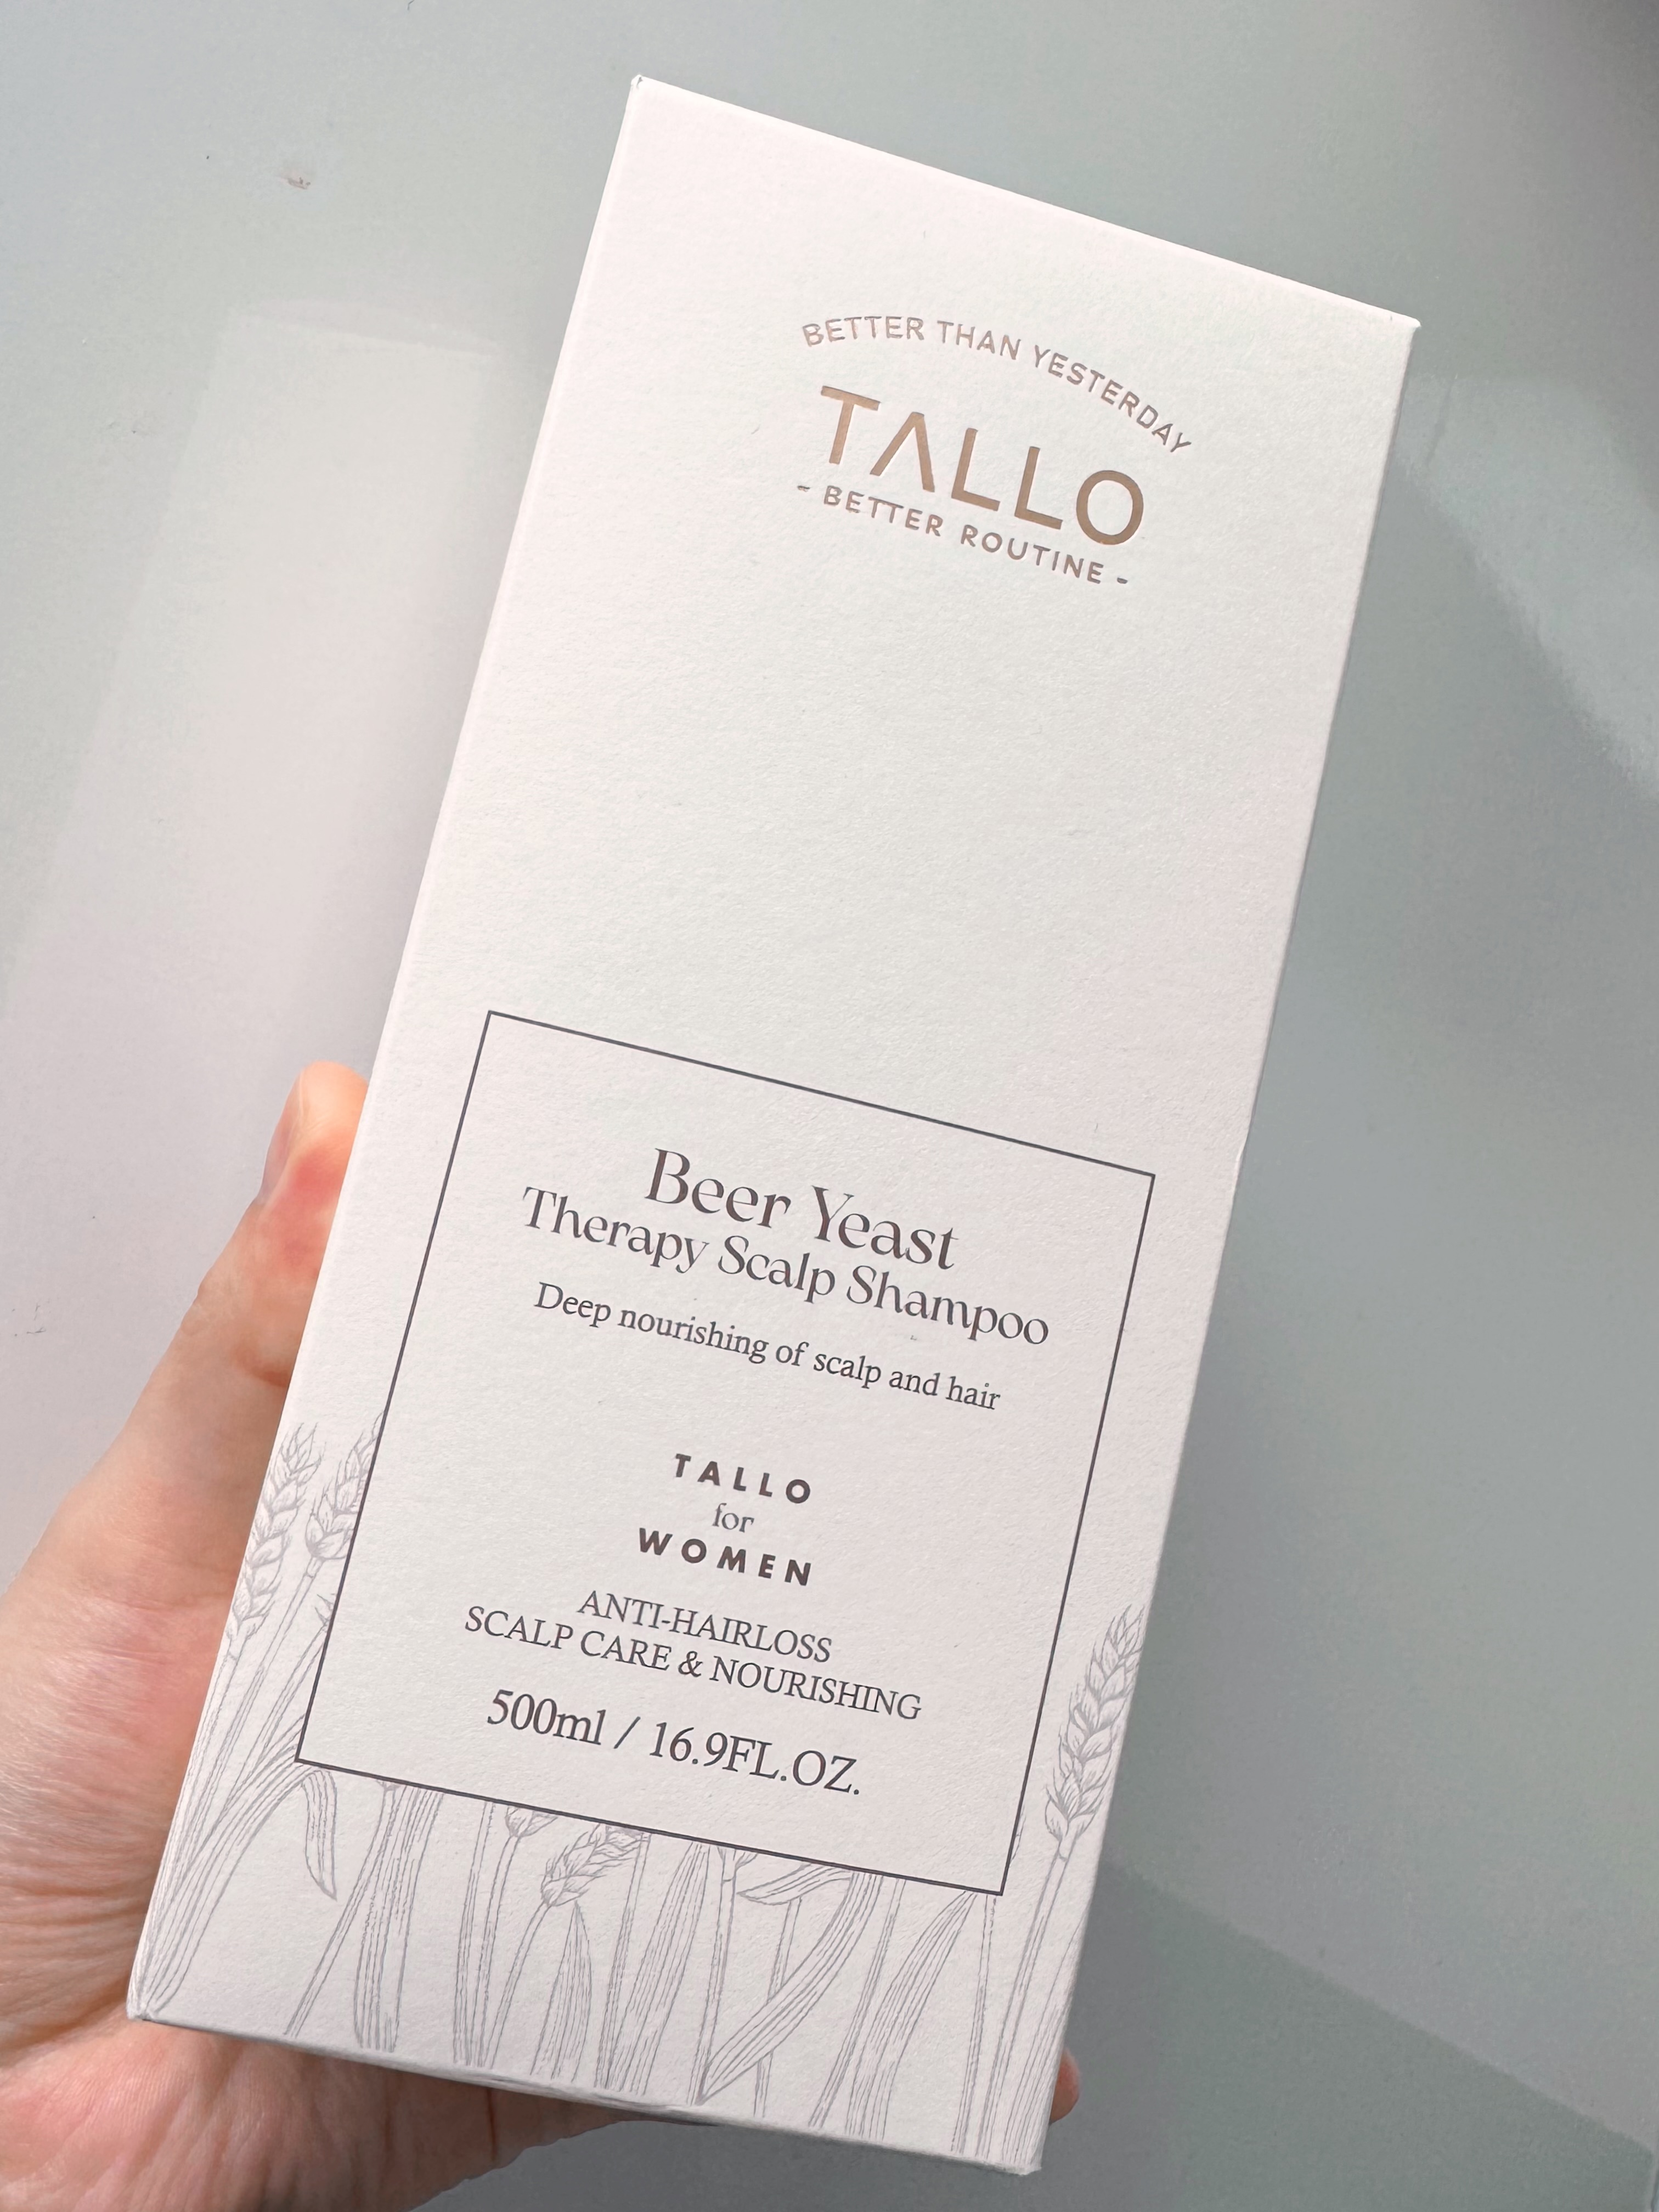 BETTER THAN YESTERDAY
TALLO
- BETTER ROUTINE -
Beer Yeast
Therapy Scalp Shampoo
Deep nourishing of scalp and hair
TALLO
for
WOMEN
ANTI-HAIRLOSS
SCALP CARE & NOURISHING
500ml / 16.9FL.OZ.